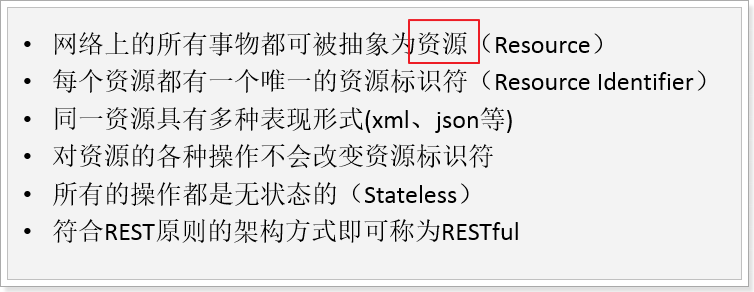 • 网络上的所有事物都可被抽象为资源（Resource）
• 每个资源都有一个唯一的资源标识符（Resource Identifier）
• 同一资源具有多种表现形式(xml、json等)
• 对资源的各种操作不会改变资源标识符
• 所有的操作都是无状态的（Stateless）
• 符合REST原则的架构方式即可称为RESTful